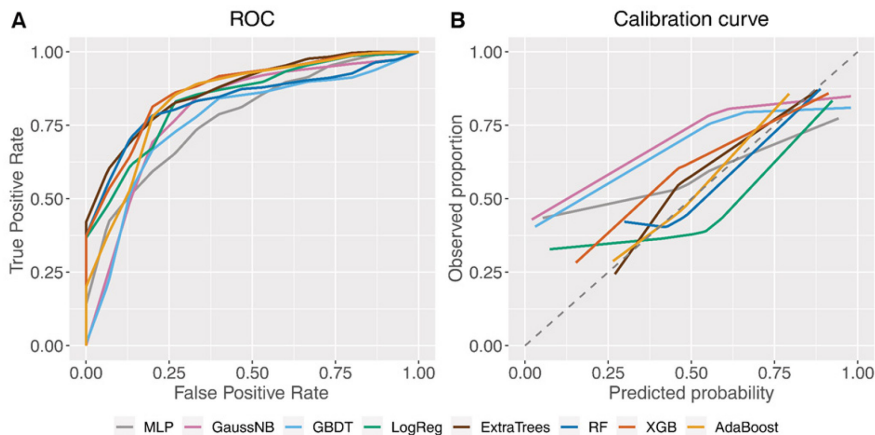 A ROC
B Calibration curve
1.00
0.75
0.50
0.25
0.00
True Positive Rate
0.00 0.25 0.50 0.75 1.00
False Positive Rate
1.00
0.75
0.50
0.25
0.00
Observed proportion
0.00 0.25 0.50 0.75 1.00
Predicted probability
MLP GaussNB GBDT LogReg ExtraTrees RF XGB AdaBoost